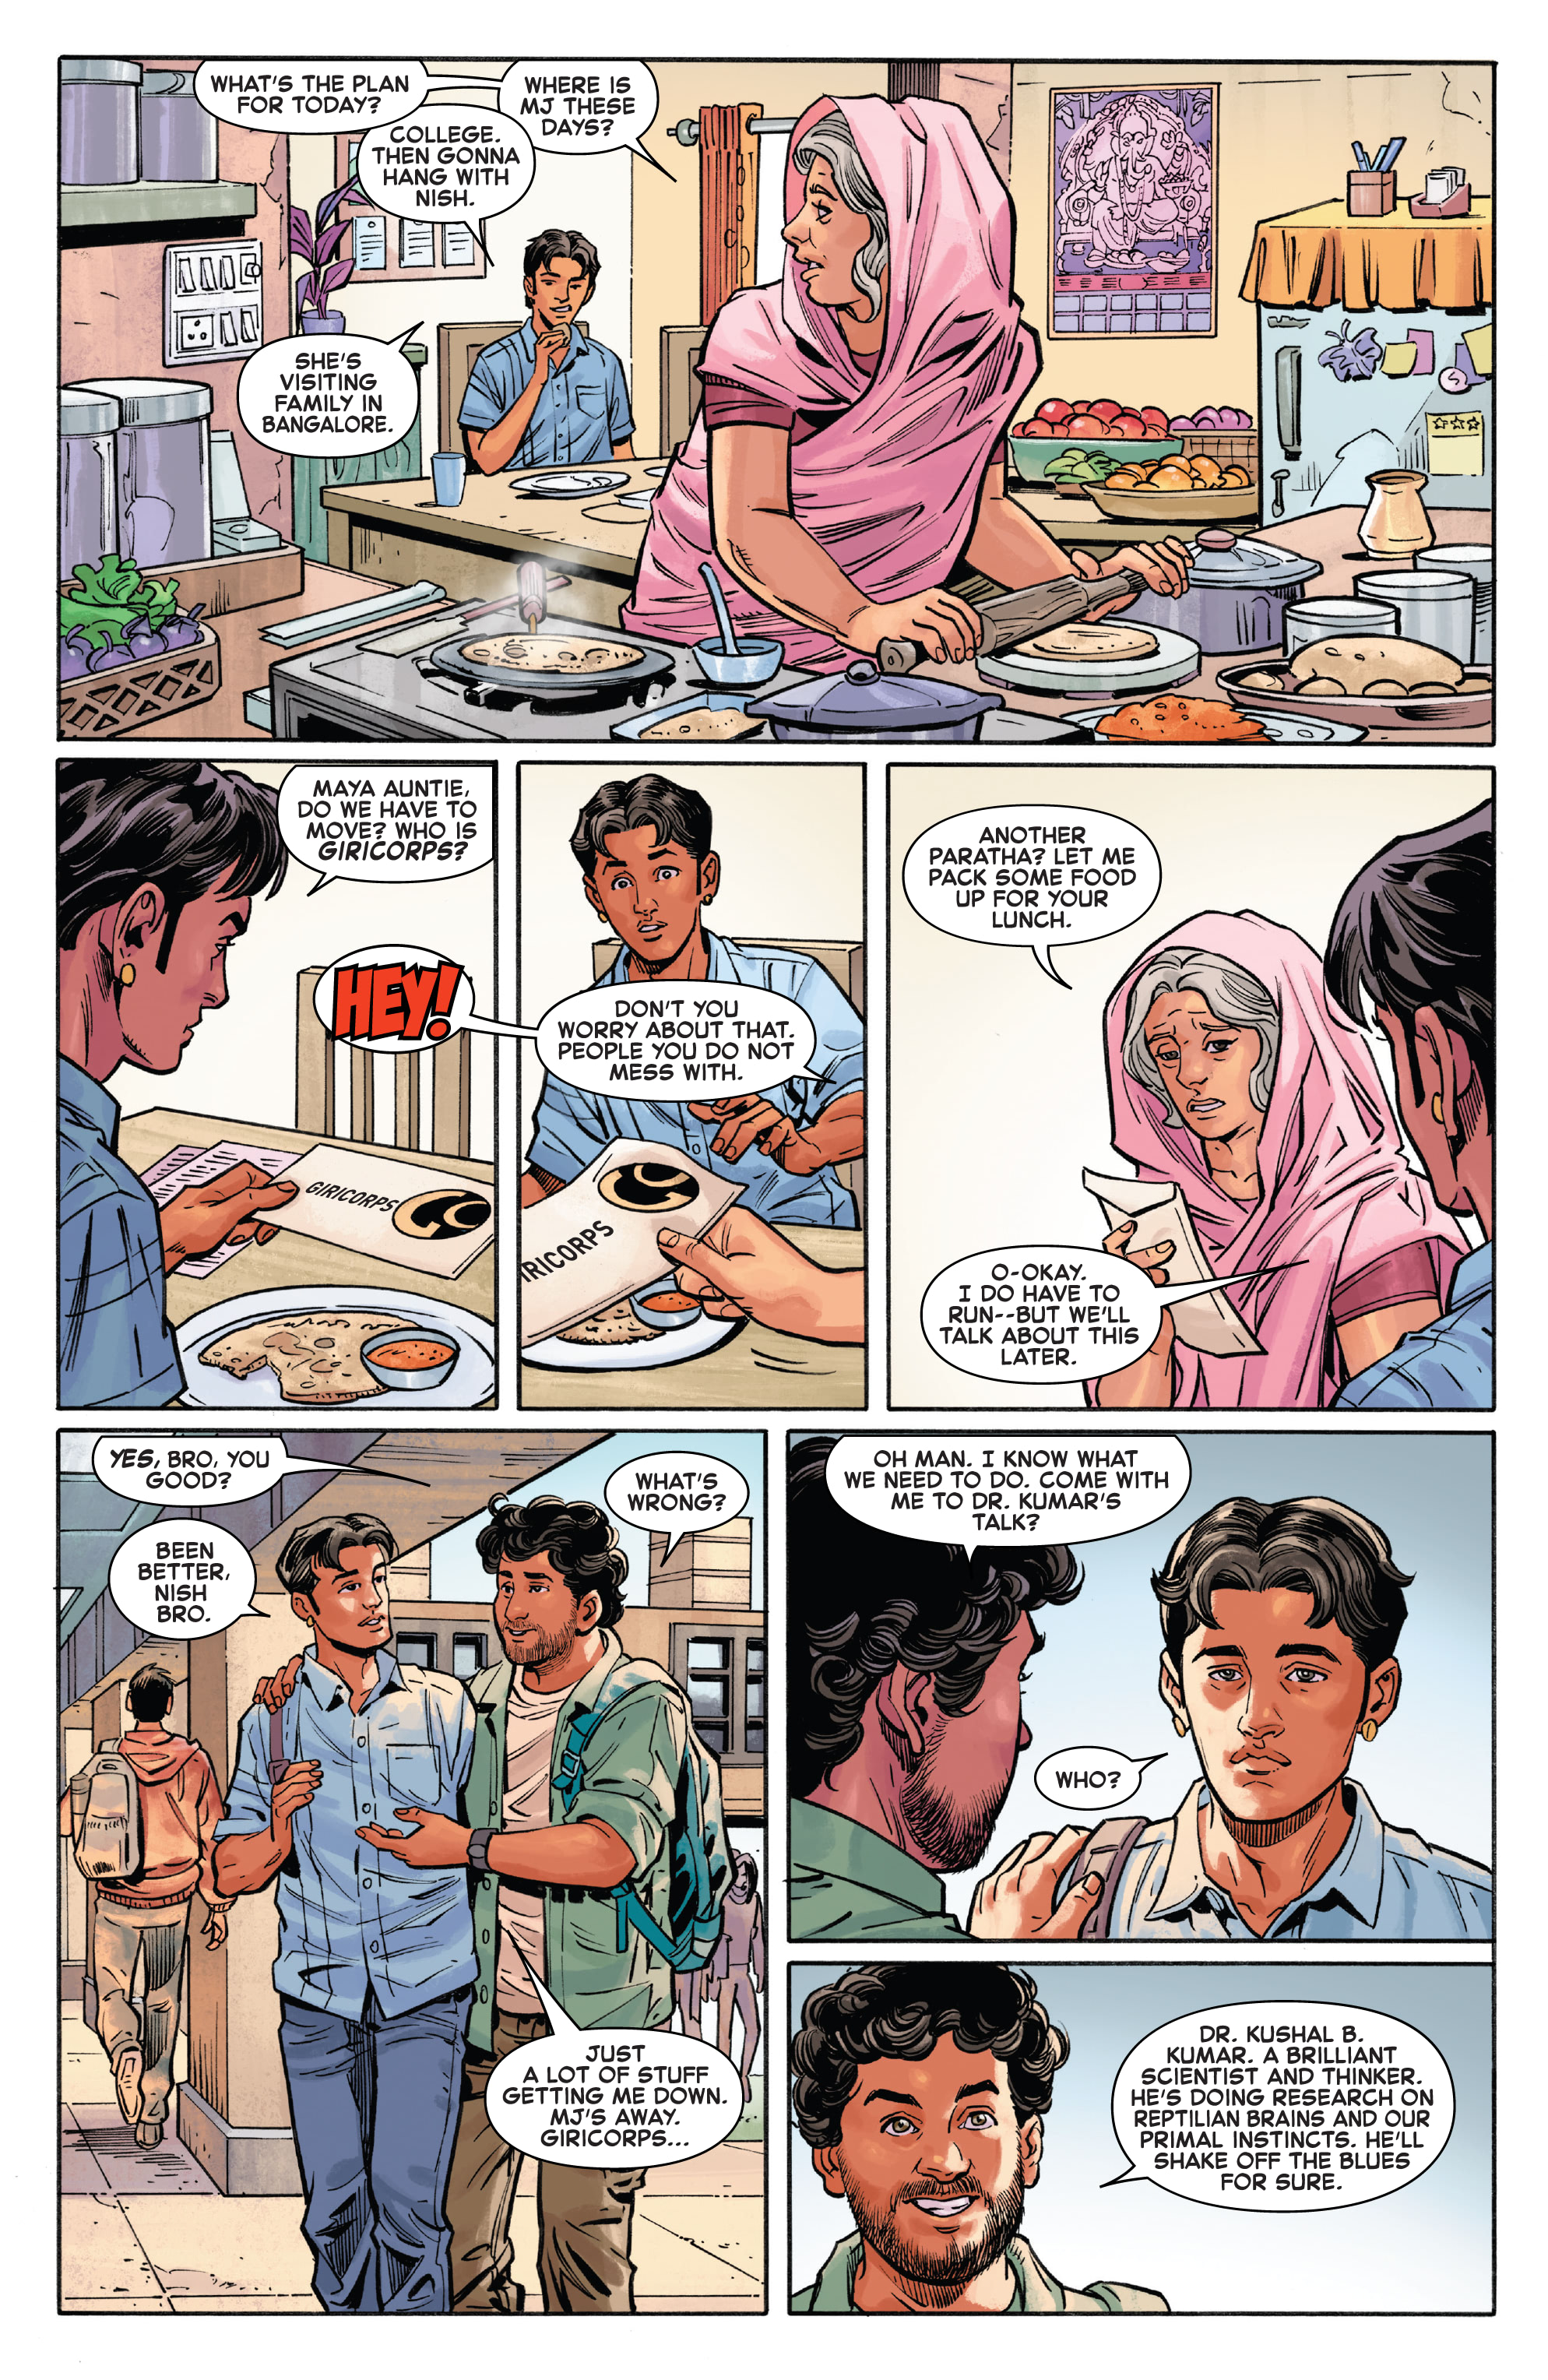 WHAT'S THE PLAN
FOR TODAY?
COLLEGE.
THEN GONNA
HANG WITH
NISH.
WHERE IS
MJ THESE
DAYS?
SHE'S
VISITING
FAMILY IN
BANGALORE.
MAYA AUNTIE,
DO WE HAVE TO
MOVE? WHO IS
GIRICORPS?
GIRICORPS
HEY!
DON'T YOU
WORRY ABOUT THAT.
PEOPLE YOU DO NOT
MESS WITH.
IRICORPS
ANOTHER
PARATHA? LET ME
PACK SOME FOOD
UP FOR YOUR
LUNCH.
O-OKAY.
I DO HAVE TO
RUN--BUT WE'LL
TALK ABOUT THIS
LATER.
YES, BRO, YOU
GOOD?
BEEN
BETTER,
NISH
BRO.
WHAT'S
WRONG?
JUST
A LOT OF STUFF
GETTING ME DOWN.
MJ'S AWAY.
GIRICORPS...
OH MAN. I KNOW WHAT
WE NEED TO DO. COME WITH
ME TO DR. KUMAR'S
TALK?
WHO?
DR. KUSHAL B.
KUMAR. A BRILLIANT
SCIENTIST AND THINKER.
HE'S DOING RESEARCH ON
REPTILIAN BRAINS AND OUR
PRIMAL INSTINCTS. HE'LL
SHAKE OFF THE BLUES
FOR SURE.